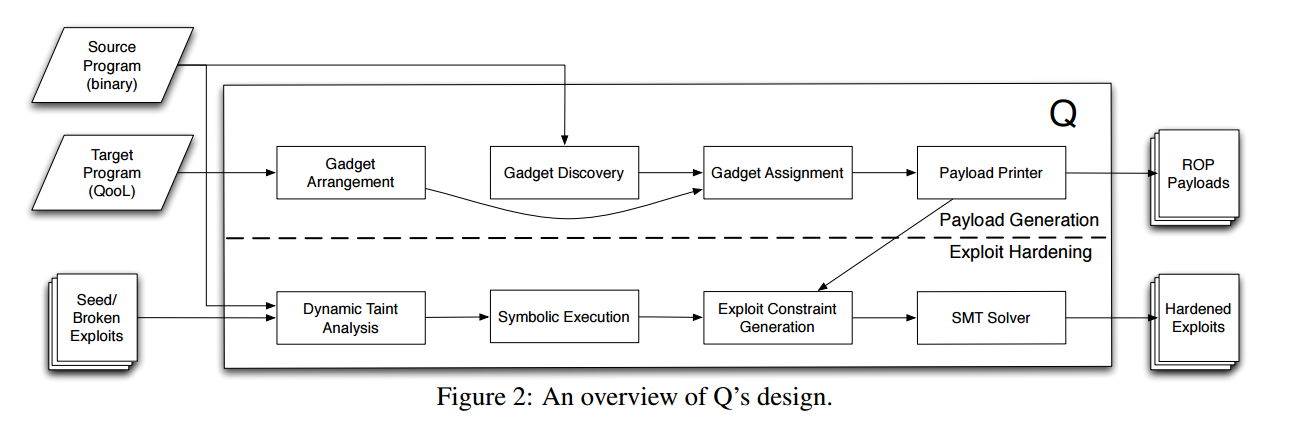 Source
Program
(binary)
Q
Target
Program
(QooL)
Gadget
Arrangement
Gadget Discovery
Gadget Assignment
Payload Printer
ROP
Payloads
Payload Generation
Exploit Hardening
Seed/
Broken
Exploits
Dynamic Taint
Analysis
Symbolic Execution
Exploit Constraint
Generation
SMT Solver
Hardened
Exploits
Figure 2: An overview of Q's design.